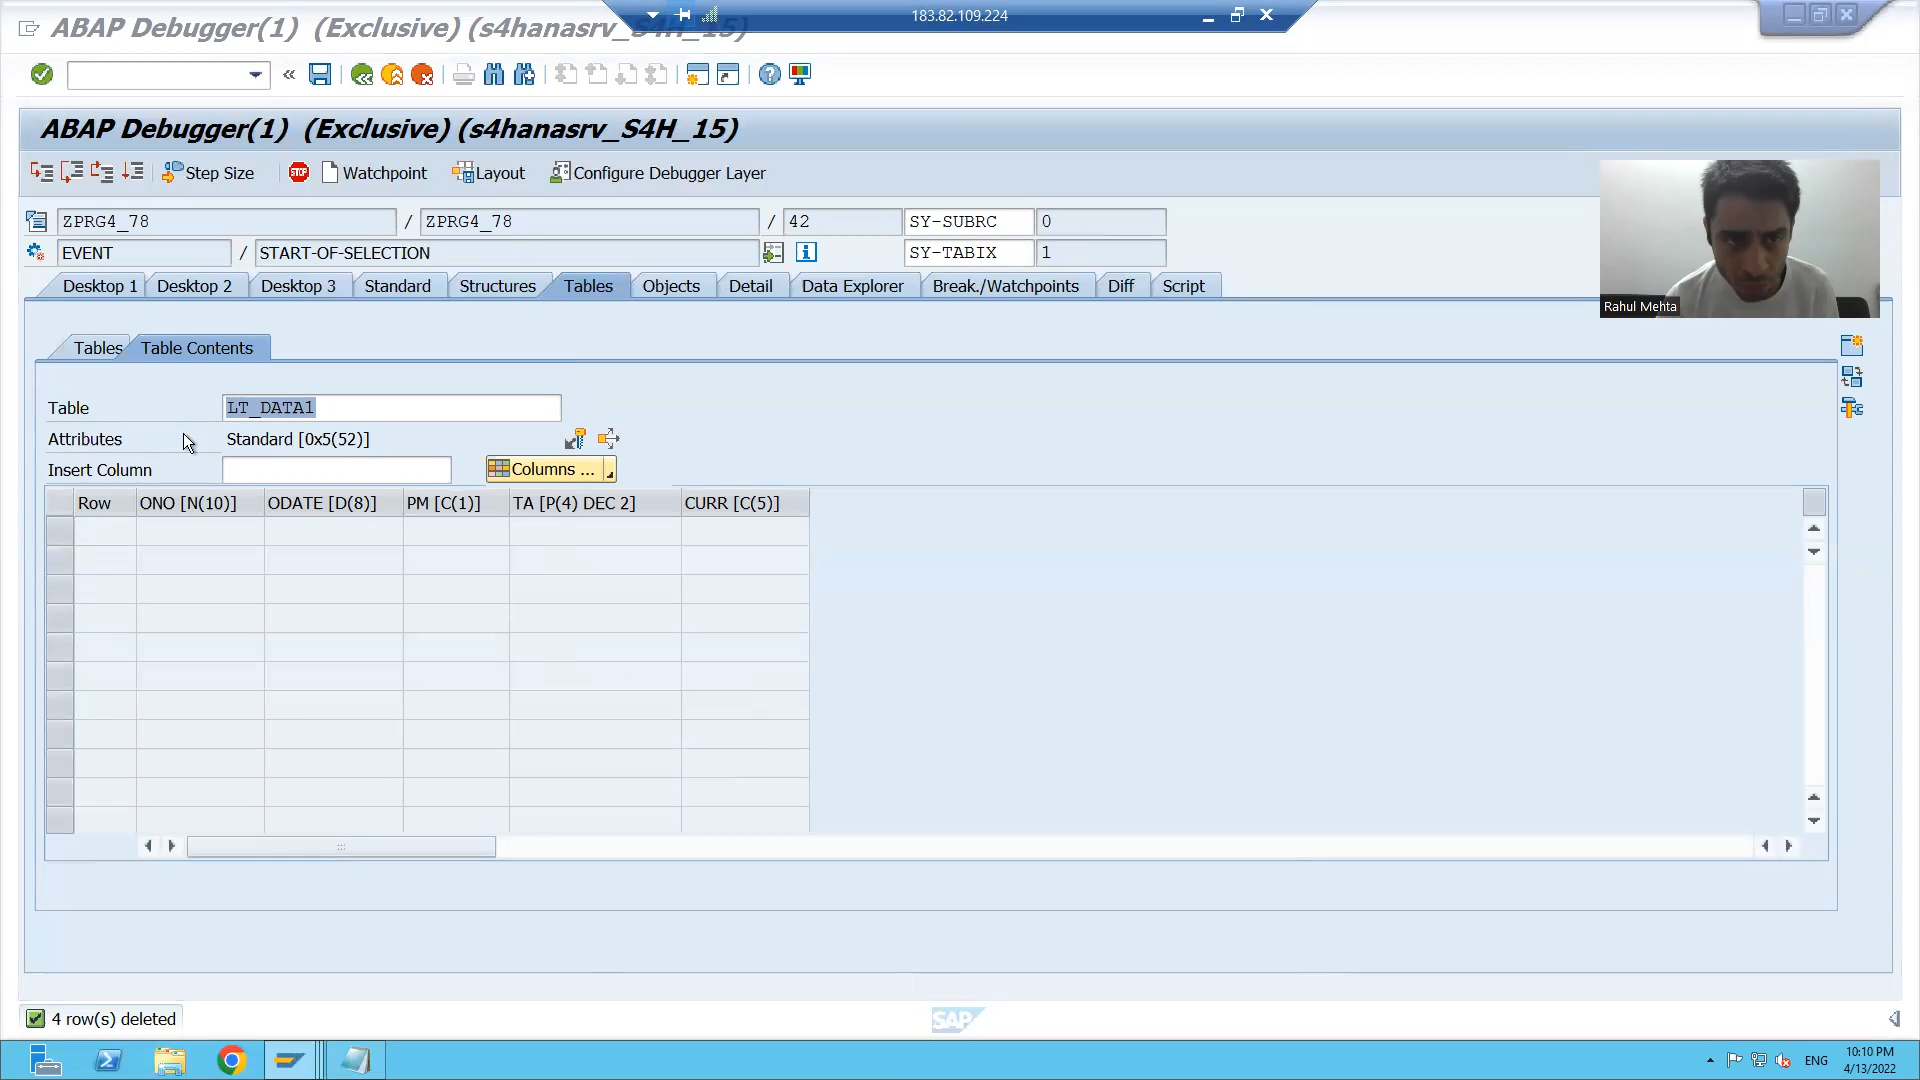 ABAP Debugger(1) (Exclusive) (s4hanasrv_S4H_15)
183.82.109.224
ABAP Debugger(1) (Exclusive) (s4hanasrv_S4H_15)
Step Size
STOP
Watchpoint
Layout
Configure Debugger Layer
ZPRG4_78 / ZPRG4_78 / 42 SY-SUBRC 0
EVENT / START-OF-SELECTION SY-TABIX 1
Desktop 1 Desktop 2 Desktop 3 Standard Structures Tables Objects Detail Data Explorer Break./Watchpoints Diff Script
Rahul Mehta
Tables Table Contents
Table LT_DATA1
Attributes Standard [0x5(52)]
Insert Column Columns ...
Row ONO [N(10)] ODATE [D(8)] PM [C(1)] TA [P(4) DEC 2] CURR [C(5)]
4 row(s) deleted
SAP
ENG
10:10 PM
4/13/2022